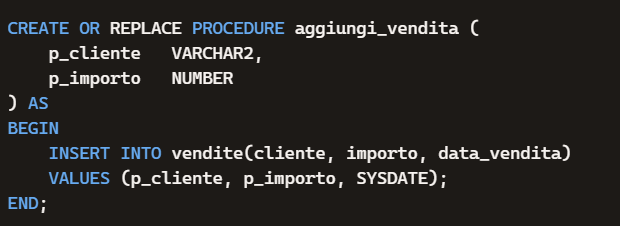 CREATE OR REPLACE PROCEDURE aggiungi_vendita (
    p_cliente   VARCHAR2,
    p_importo   NUMBER
) AS
BEGIN
    INSERT INTO vendite(cliente, importo, data_vendita)
    VALUES (p_cliente, p_importo, SYSDATE);
END;